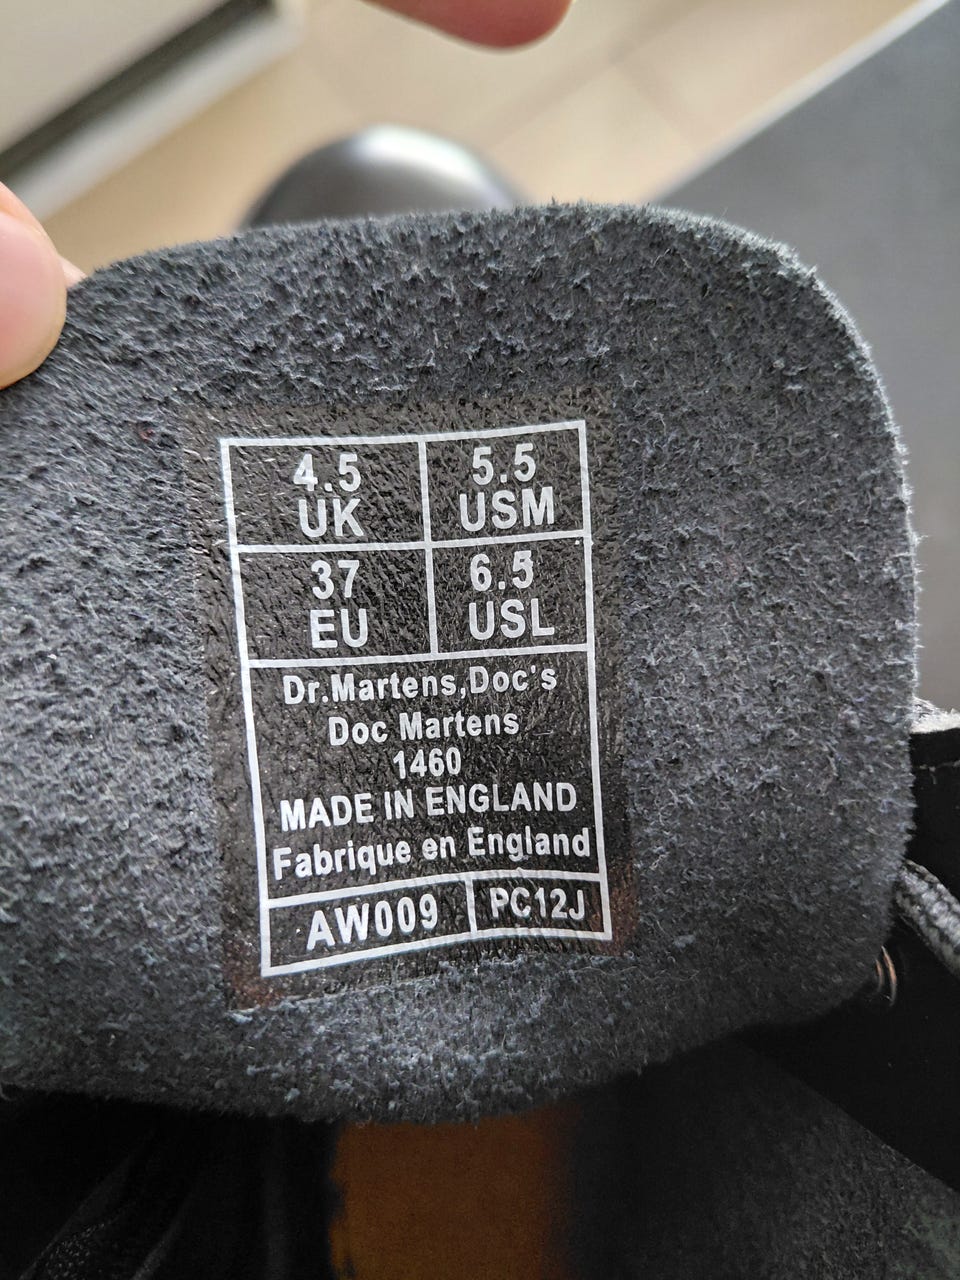 4.5 5.5
UK USM
37 6.5
EU USL
Dr.Martens,Doc's
Doc Martens
1460
MADE IN ENGLAND
Fabrique en England
AW009 PC12J